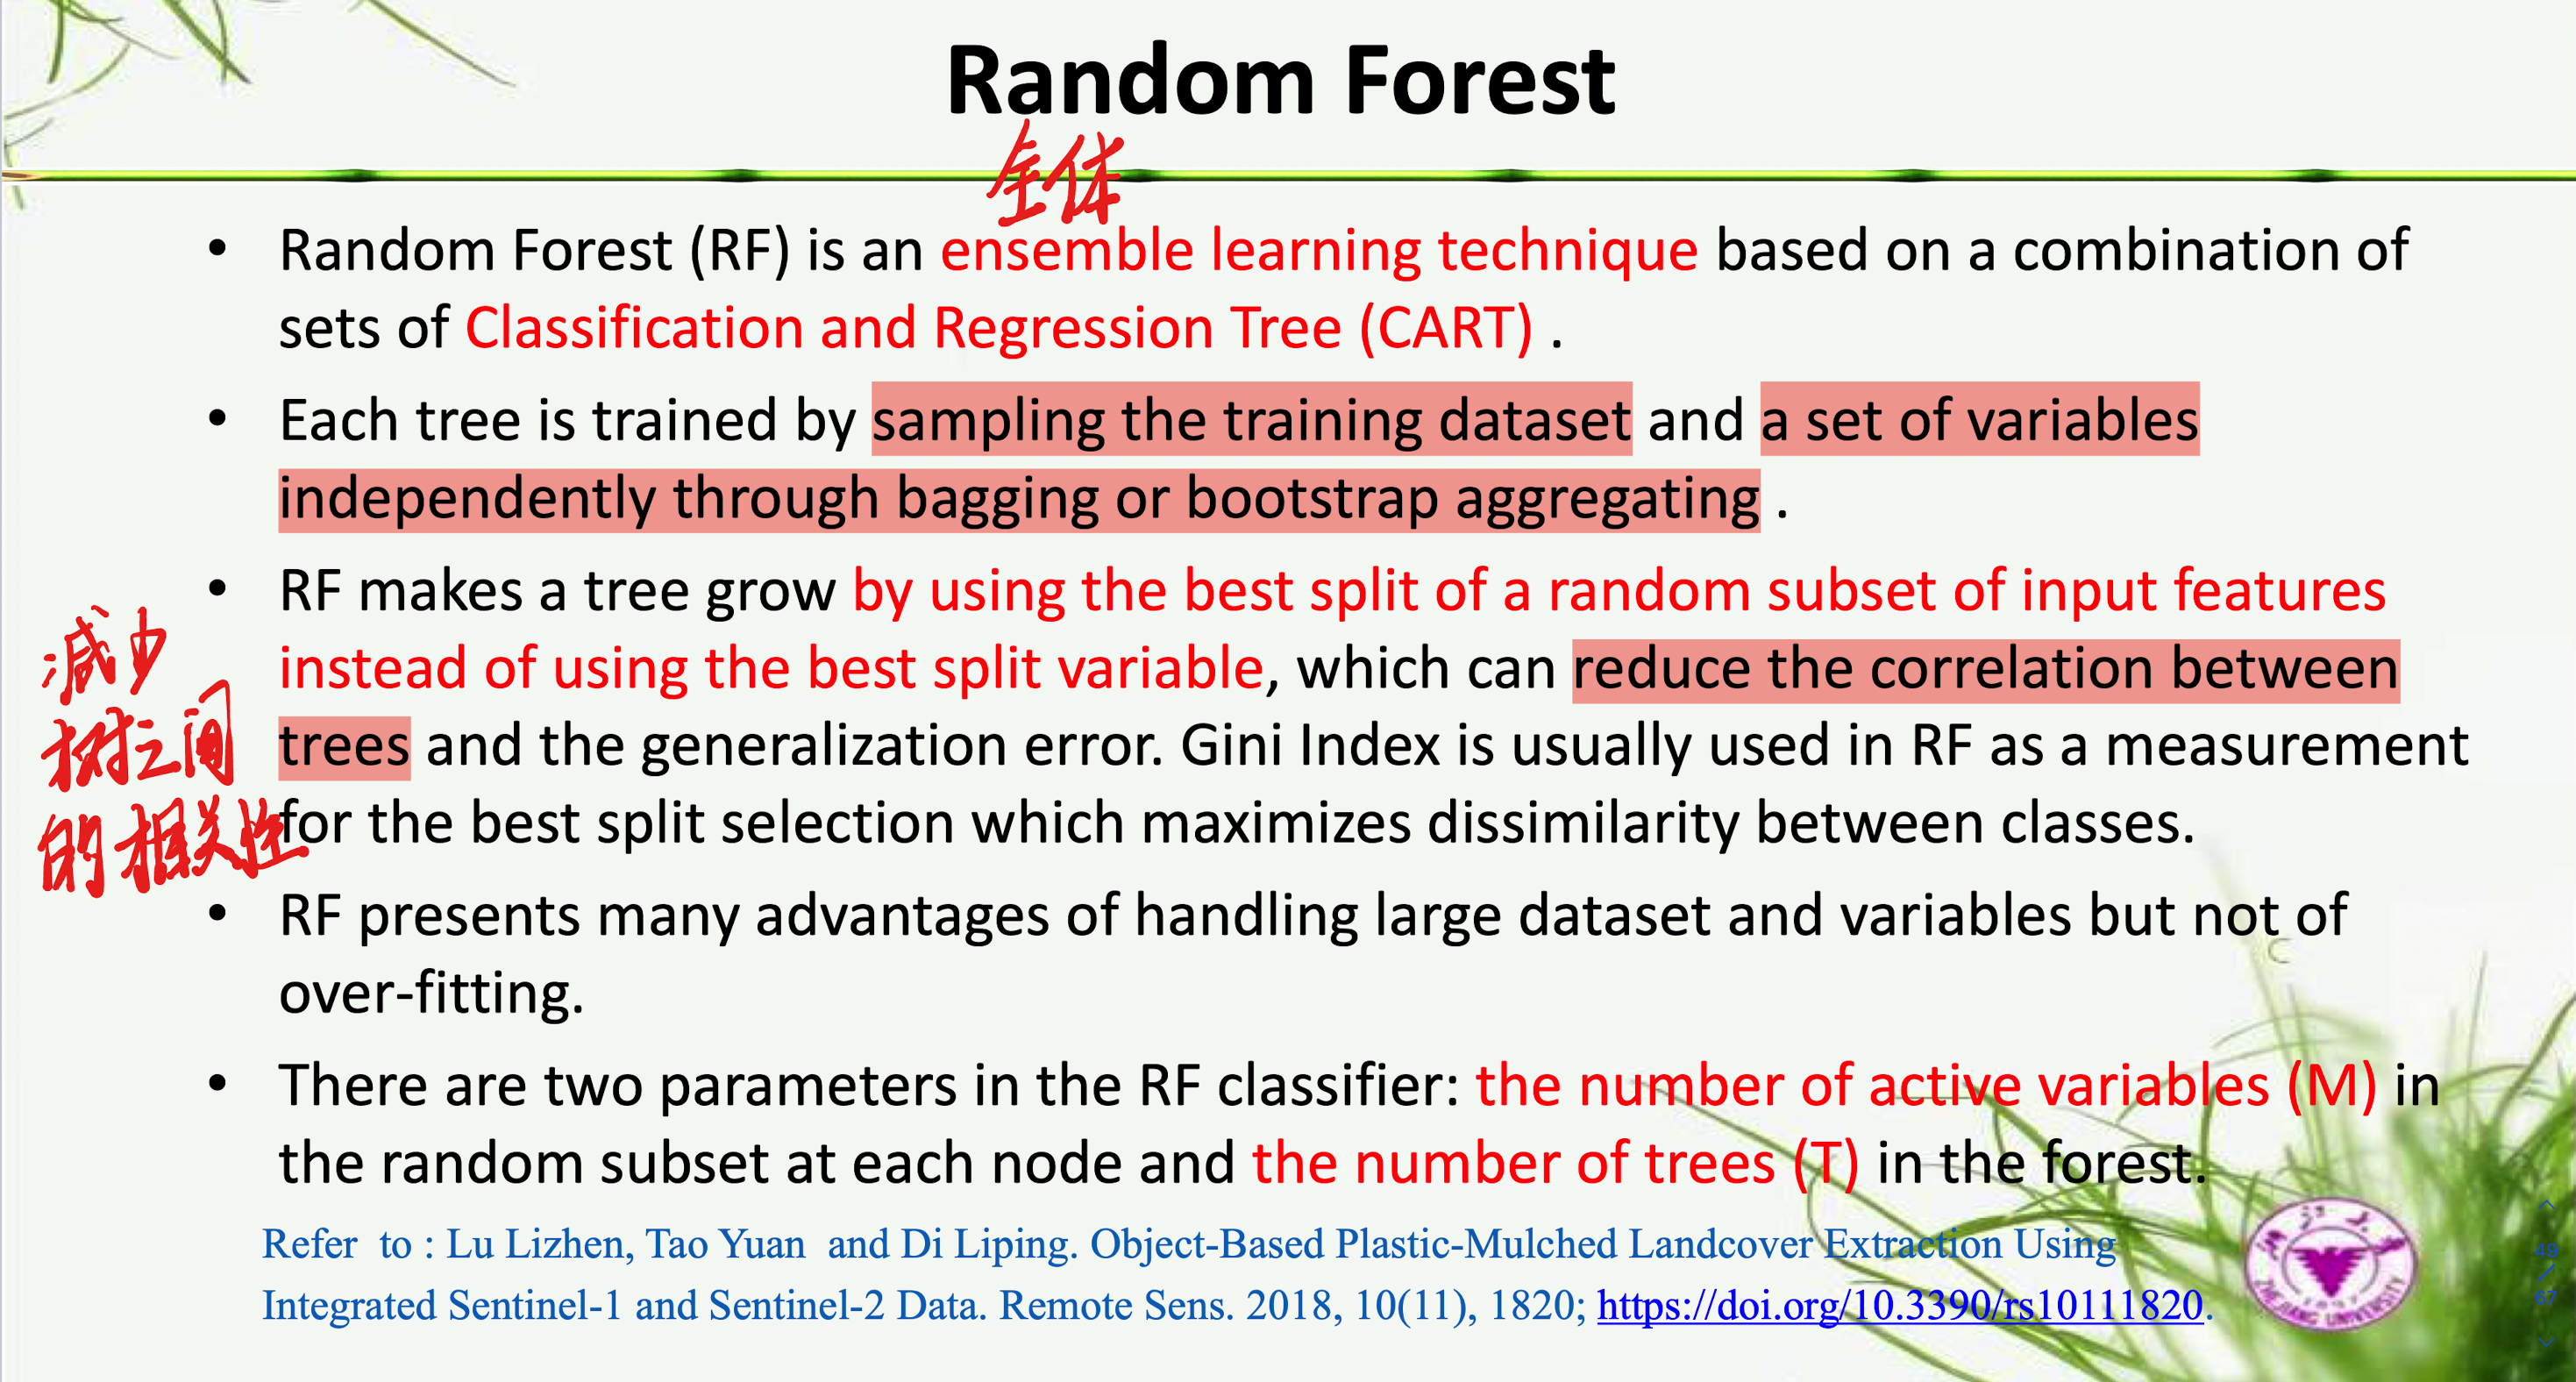 Random Forest
全体
• Random Forest (RF) is an ensemble learning technique based on a combination of
sets of Classification and Regression Tree (CART) .
• Each tree is trained by sampling the training dataset and a set of variables
independently through bagging or bootstrap aggregating .
• RF makes a tree grow by using the best split of a random subset of input features
instead of using the best split variable, which can reduce the correlation between
trees and the generalization error. Gini Index is usually used in RF as a measurement
for the best split selection which maximizes dissimilarity between classes.
减少
树之间
的相关性
• RF presents many advantages of handling large dataset and variables but not of
over-fitting.
• There are two parameters in the RF classifier: the number of active variables (M) in
the random subset at each node and the number of trees (T) in the forest.
Refer to : Lu Lizhen, Tao Yuan and Di Liping. Object-Based Plastic-Mulched Landcover Extraction Using
Integrated Sentinel-1 and Sentinel-2 Data. Remote Sens. 2018, 10(11), 1820; https://doi.org/10.3390/rs10111820.
ZHEJIANG UNIVERSITY
49
/
67